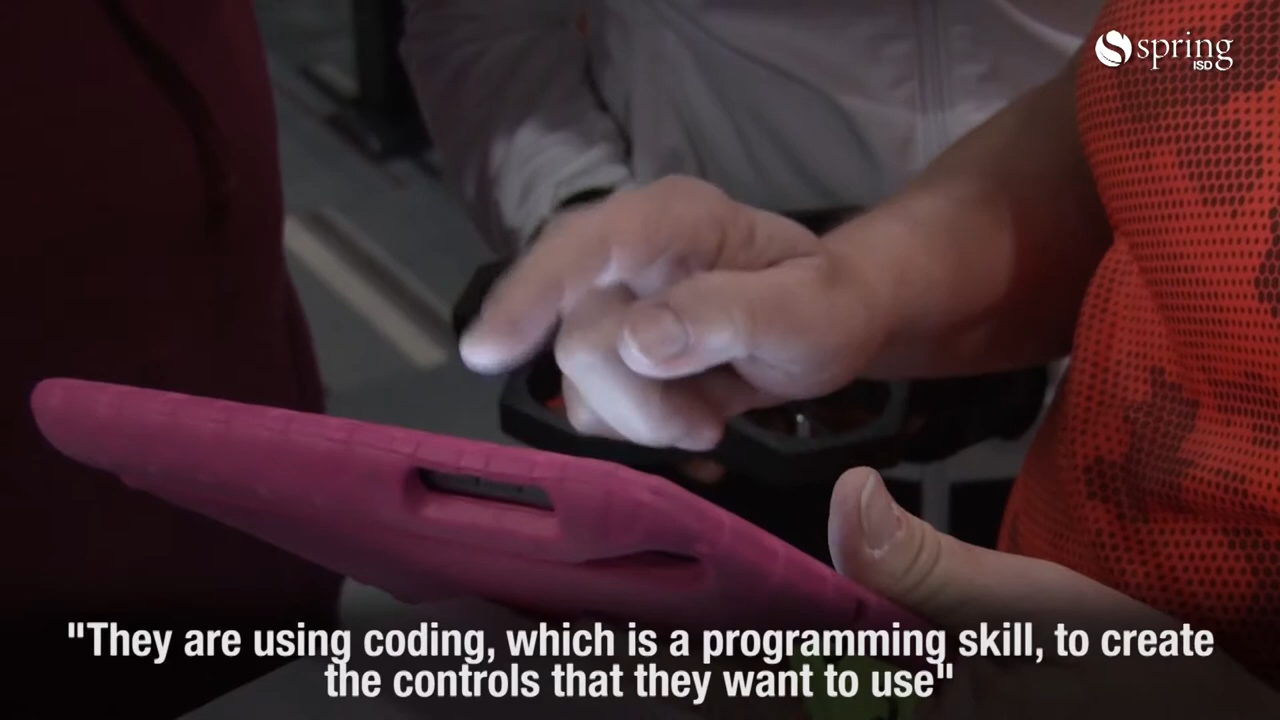 spring
ISD
"They are using coding, which is a programming skill, to create
the controls that they want to use"